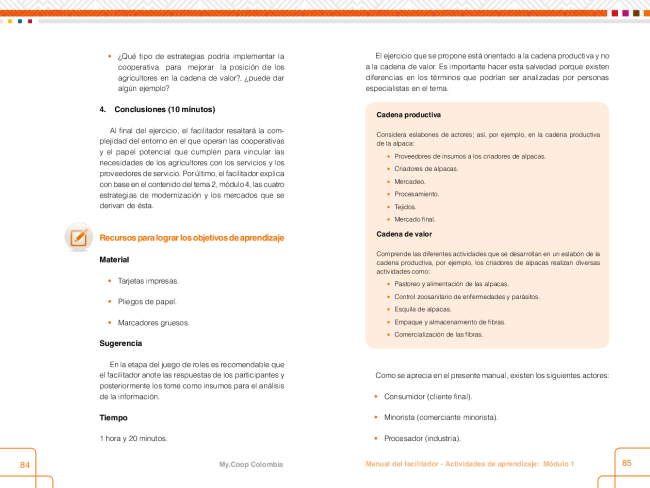 • ¿Qué tipo de estrategias podría implementar la
cooperativa para mejorar la posición de los
agricultores en la cadena de valor?, ¿puede dar
algún ejemplo?
4. Conclusiones (10 minutos)
Al final del ejercicio, el facilitador resaltará la com-
plejidad del entorno en el que operan las cooperativas
y el papel potencial que cumplen para vincular las
necesidades de los agricultores con los servicios y los
proveedores de servicio. Por último, el facilitador explica
con base en el contenido del tema 2, módulo 4, las cuatro
estrategias de modernización y los mercados que se
derivan de ésta.
Recursos para lograr los objetivos de aprendizaje
Material
• Tarjetas impresas.
• Pliegos de papel.
• Marcadores gruesos.
Sugerencia
En la etapa del juego de roles es recomendable que
el facilitador anote las respuestas de los participantes y
posteriormente los tome como insumos para el análisis
de la información.
Tiempo
1 hora y 20 minutos.
84
My.Coop Colombia
El ejercicio que se propone está orientado a la cadena productiva y no
a la cadena de valor. Es importante hacer esta salvedad porque existen
diferencias en los términos que podrían ser analizadas por personas
especialistas en el tema.
Cadena productiva
Considera eslabones de actores; así, por ejemplo, en la cadena productiva
de la alpaca:
• Proveedores de insumos a los criadores de alpacas.
• Criadores de alpacas.
• Mercadeo.
• Procesamiento.
• Tejidos.
• Mercado final.
Cadena de valor
Comprende las diferentes actividades que se desarrollan en un eslabón de la
cadena productiva, por ejemplo, los criadores de alpacas realizan diversas
actividades como:
• Pastoreo y alimentación de las alpacas.
• Control zoosanitario de enfermedades y parásitos.
• Esquila de alpacas.
• Empaque y almacenamiento de fibras.
• Comercialización de las fibras.
Como se aprecia en el presente manual, existen los siguientes actores:
• Consumidor (cliente final).
• Minorista (comerciante minorista).
• Procesador (industria).
Manual del facilitador - Actividades de aprendizaje: Módulo 1
85